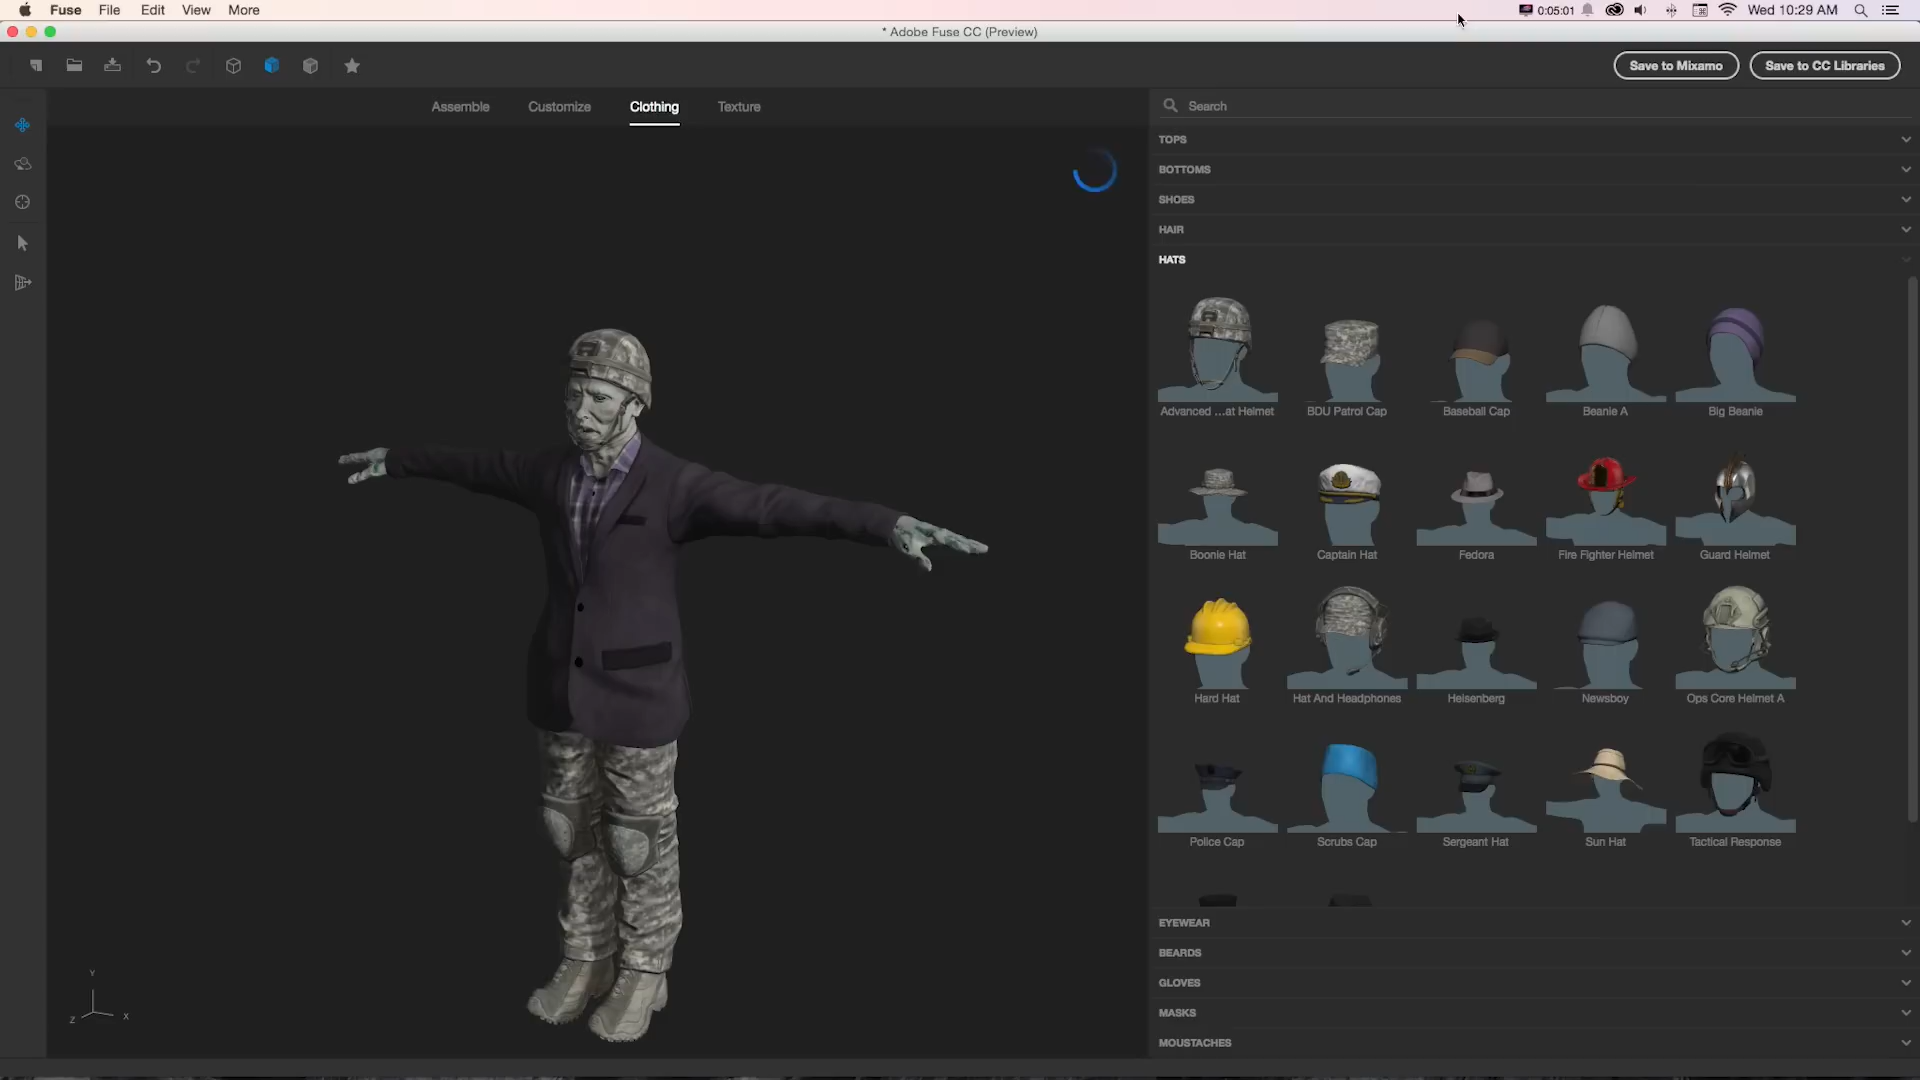 Fuse File Edit View More 0:05:01 Wed 10:29 AM
* Adobe Fuse CC (Preview)
Save to Mixamo Save to CC Libraries
Assemble Customize Clothing Texture
Search
TOPS
BOTTOMS
SHOES
HAIR
HATS
Advanced ...at Helmet BDU Patrol Cap Baseball Cap Beanie A Big Beanie
Boonie Hat Captain Hat Fedora Fire Fighter Helmet Guard Helmet
Hard Hat Hat And Headphones Heisenberg Newsboy Ops Core Helmet A
Police Cap Scrubs Cap Sergeant Hat Sun Hat Tactical Response
EYEWEAR
BEARDS
GLOVES
MASKS
MOUSTACHES
Y
Z X